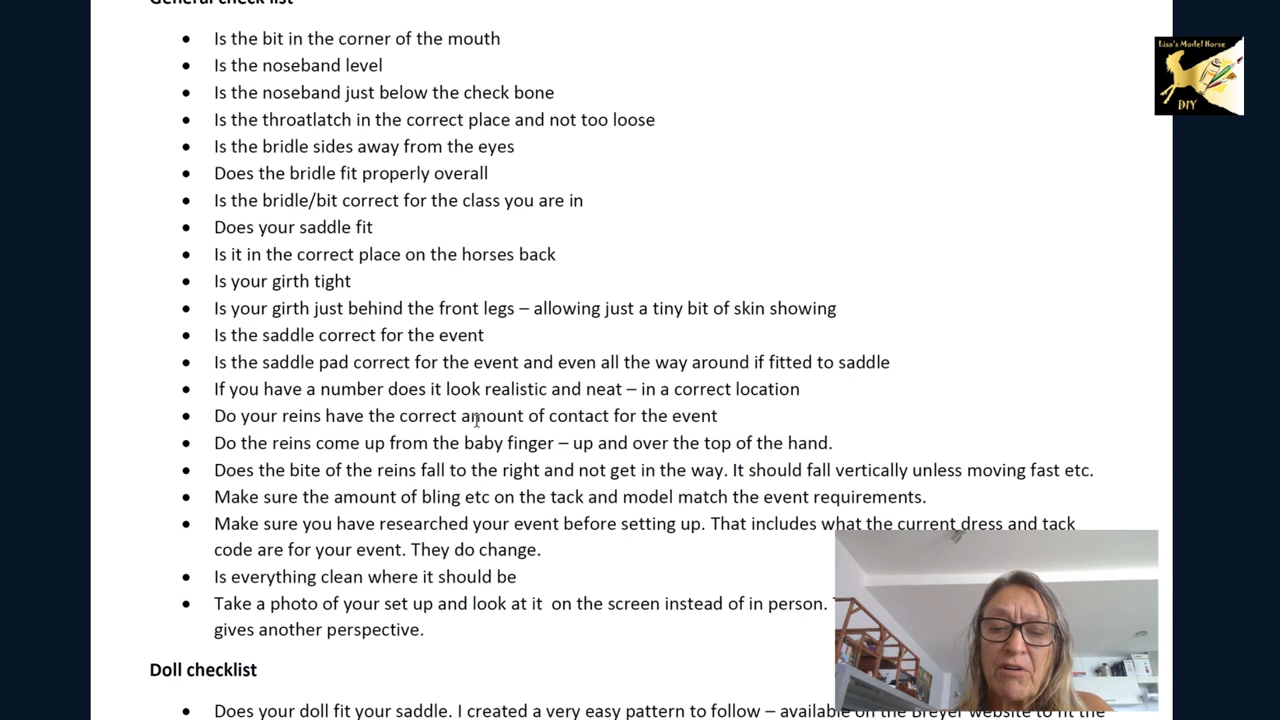 General check list
Is the bit in the corner of the mouth
Is the noseband level
Is the noseband just below the check bone
Is the throatlatch in the correct place and not too loose
Is the bridle sides away from the eyes
Does the bridle fit properly overall
Is the bridle/bit correct for the class you are in
Does your saddle fit
Is it in the correct place on the horses back
Is your girth tight
Is your girth just behind the front legs – allowing just a tiny bit of skin showing
Is the saddle correct for the event
Is the saddle pad correct for the event and even all the way around if fitted to saddle
If you have a number does it look realistic and neat – in a correct location
Do your reins have the correct amount of contact for the event
Do the reins come up from the baby finger – up and over the top of the hand.
Does the bite of the reins fall to the right and not get in the way. It should fall vertically unless moving fast etc.
Make sure the amount of bling etc on the tack and model match the event requirements.
Make sure you have researched your event before setting up. That includes what the current dress and tack
code are for your event. They do change.
Is everything clean where it should be
Take a photo of your set up and look at it  on the screen instead of in person.
gives another perspective.
Doll checklist
Does your doll fit your saddle. I created a very easy pattern to follow – available on the Breyer website to fit the
Lisa's Model Horse
DIY